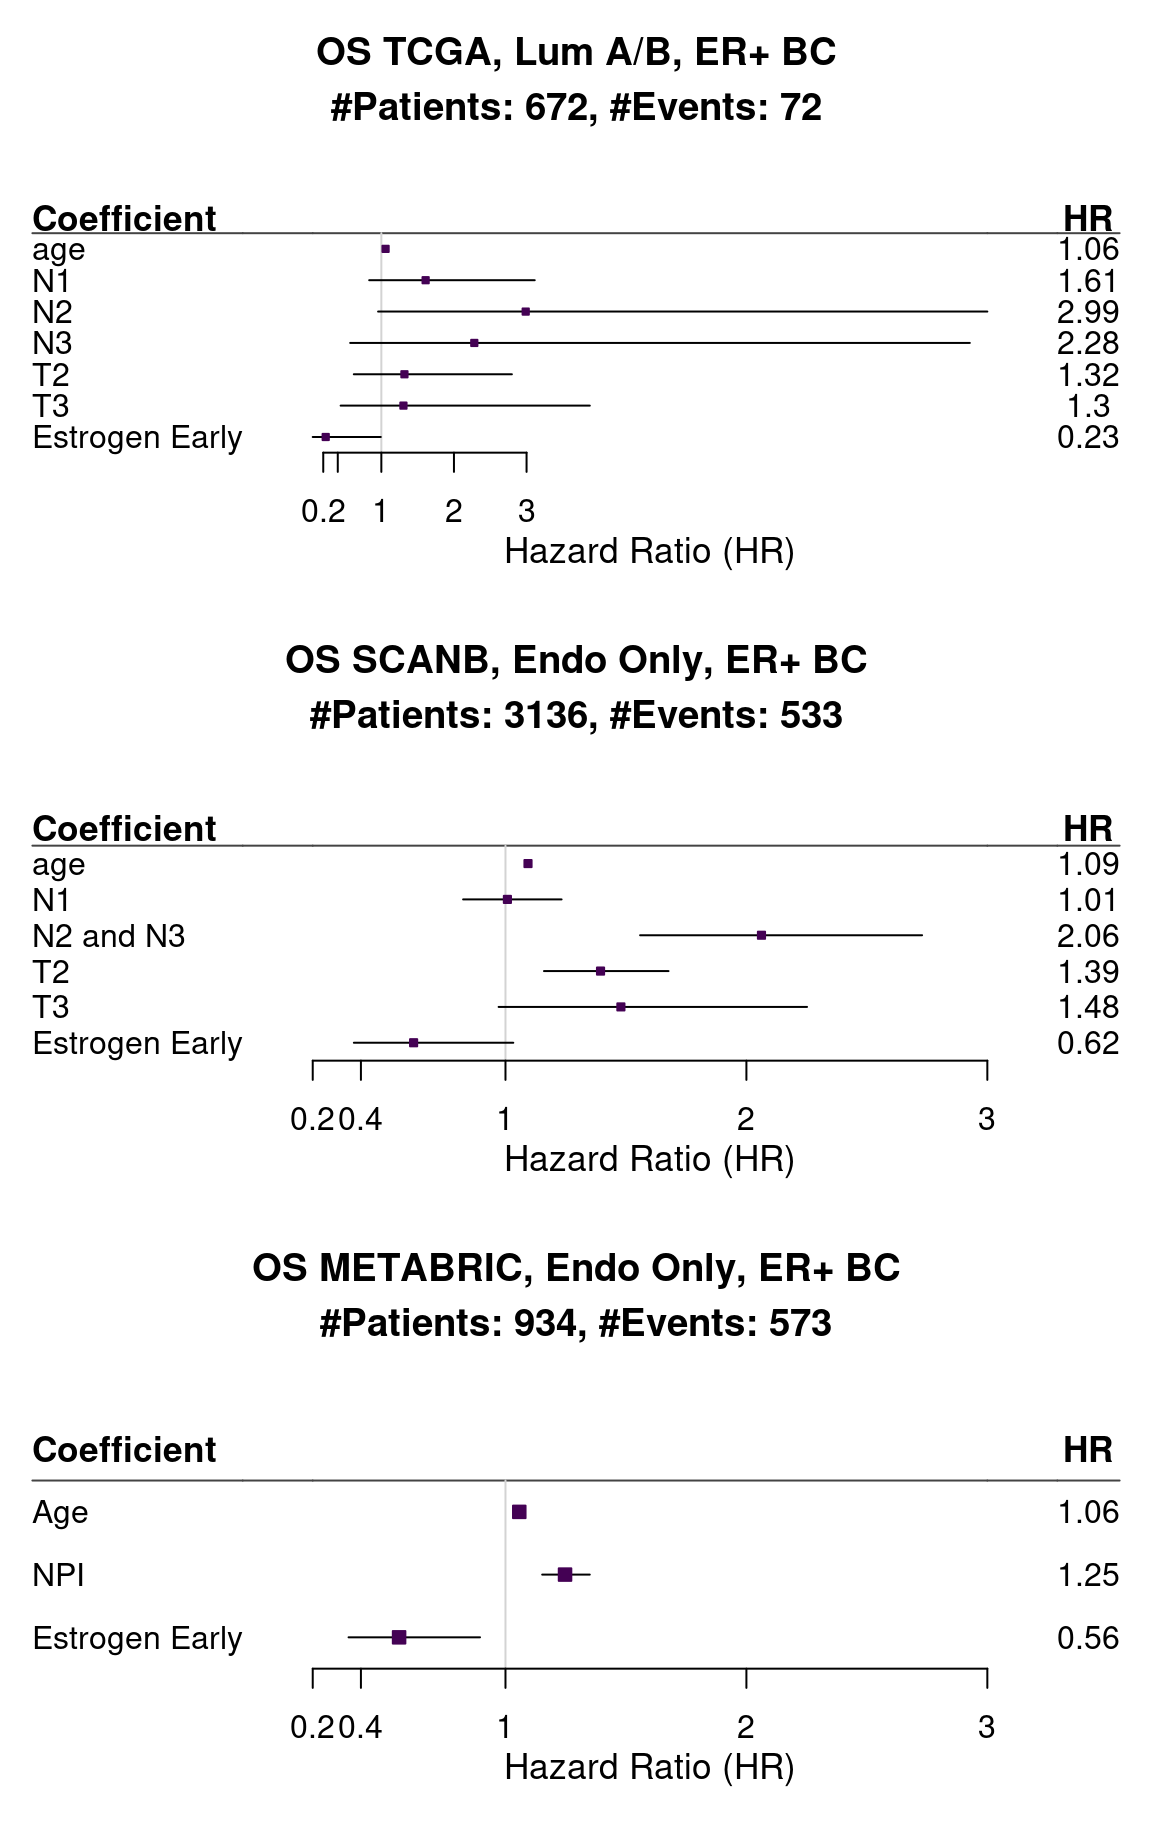 OS TCGA, Lum A/B, ER+ BC
#Patients: 672, #Events: 72
Coefficient HR
age 1.06
N1 1.61
N2 2.99
N3 2.28
T2 1.32
T3 1.3
Estrogen Early 0.23
0.2 1 2 3
Hazard Ratio (HR)
OS SCANB, Endo Only, ER+ BC
#Patients: 3136, #Events: 533
Coefficient HR
age 1.09
N1 1.01
N2 and N3 2.06
T2 1.39
T3 1.48
Estrogen Early 0.62
0.2 0.4 1 2 3
Hazard Ratio (HR)
OS METABRIC, Endo Only, ER+ BC
#Patients: 934, #Events: 573
Coefficient HR
Age 1.06
NPI 1.25
Estrogen Early 0.56
0.2 0.4 1 2 3
Hazard Ratio (HR)